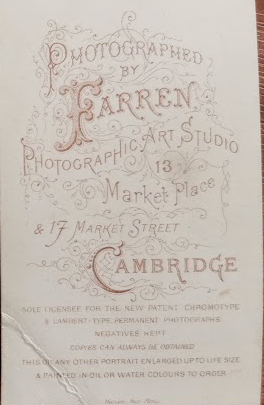 PHOTOGRAPHED
BY
FARREN
PHOTOGRAPHIC ART STUDIO
13
Market Place
& 17 MARKET STREET
CAMBRIDGE
SOLE LICENSEE FOR THE NEW PATENT CHROMOTYPE
& LAMBERT-TYPE, PERMANENT PHOTOGRAPHS
NEGATIVES KEPT
COPIES CAN ALWAYS BE OBTAINED
THIS OR ANY OTHER PORTRAIT ENLARGED UP TO LIFE SIZE
& PAINTED IN OIL OR WATER COLOURS TO ORDER